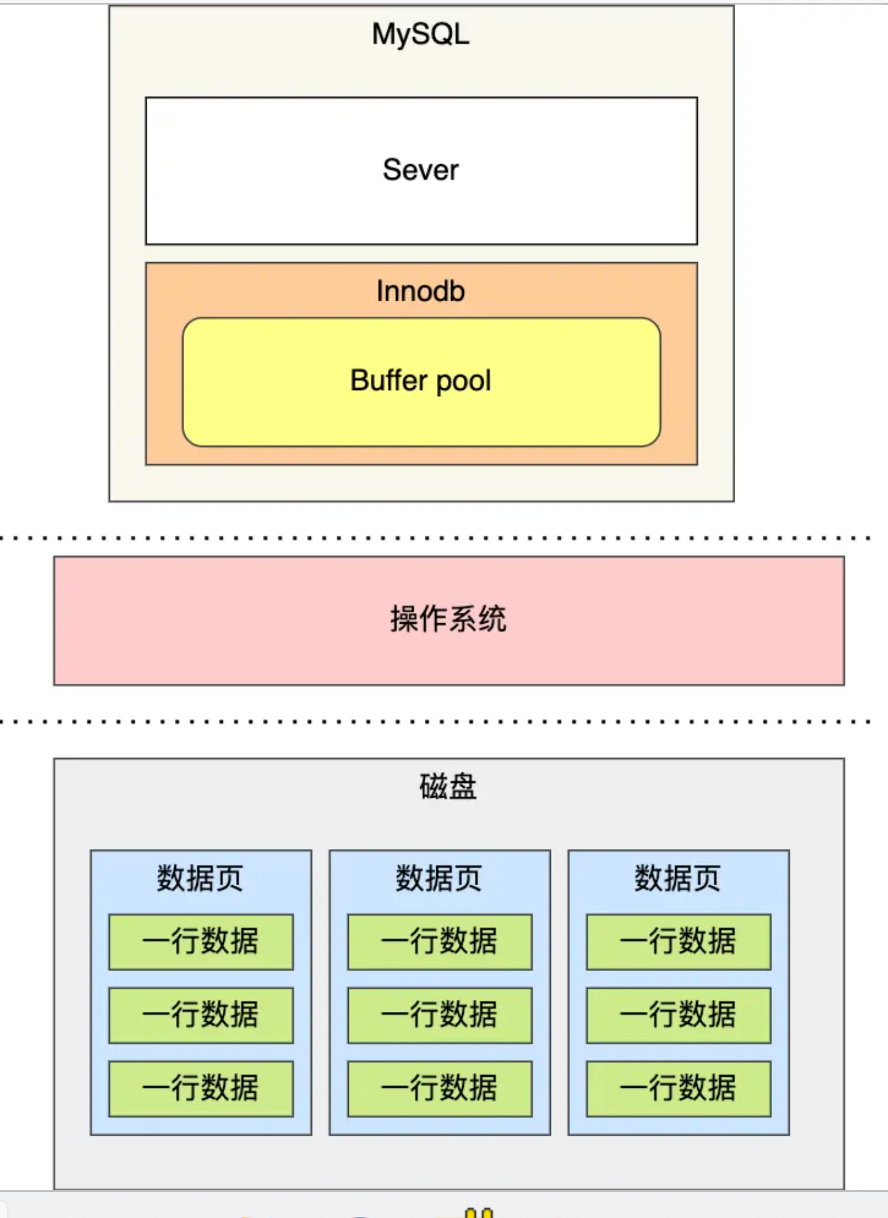 MySQL
Sever
Innodb
Buffer pool
操作系统
磁盘
数据页 数据页 数据页
一行数据 一行数据 一行数据
一行数据 一行数据 一行数据
一行数据 一行数据 一行数据